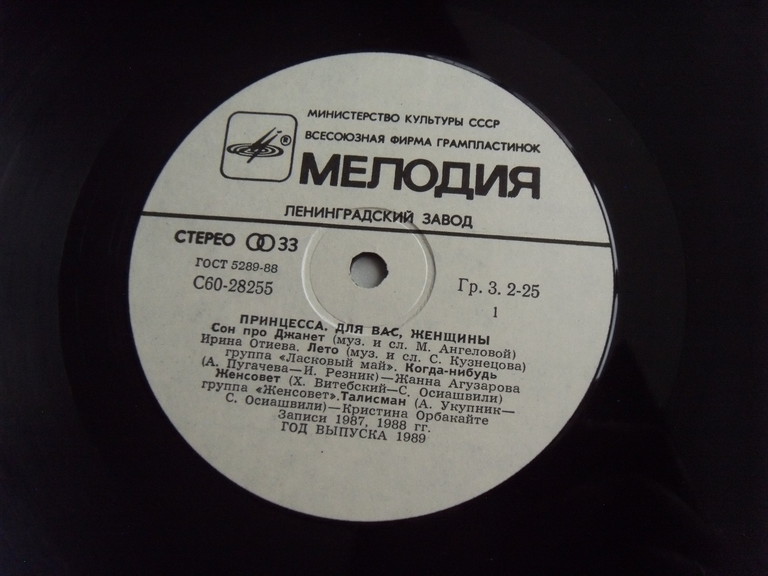 МИНИСТЕРСТВО КУЛЬТУРЫ СССР
ВСЕСОЮЗНАЯ ФИРМА ГРАМПЛАСТИНОК
®
МЕЛОДИЯ
ЛЕНИНГРАДСКИЙ ЗАВОД
СТЕРЕО 33
ГОСТ 5289-88
С60-28255
Гр. 3. 2-25
1
ПРИНЦЕССА. ДЛЯ ВАС, ЖЕНЩИНЫ
Сон про Джанет (муз. и сл. М. Ангеловой)
Ирина Отиева. Лето (муз. и сл. С. Кузнецова)
группа «Ласковый май». Когда-нибудь
(А. Пугачева—И. Резник)—Жанна Агузарова
Женсовет (Х. Витебский—С. Осиашвили)
группа «Женсовет».Талисман (А. Укупник—
С. Осиашвили)—Кристина Орбакайте
Записи 1987, 1988 гг.
ГОД ВЫПУСКА 1989